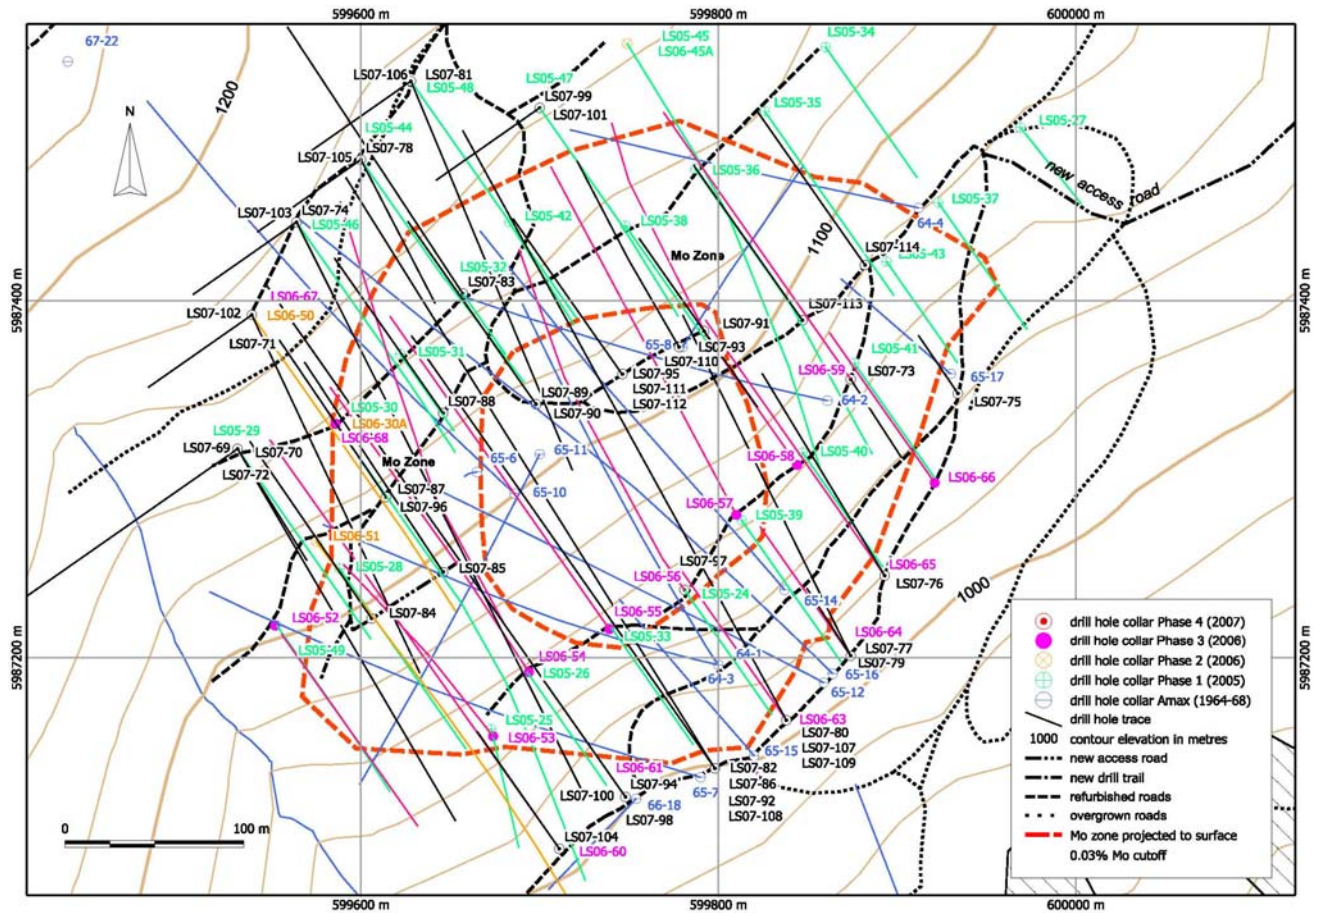 599600 m
599800 m
600000 m
67-22
LS05-45
LS06-45A
LS05-34
LS07-106
LS07-81
LS05-48
LS05-47
LS07-99
LS07-101
1200
LS05-35
N
LS05-44
LS07-105
LS07-78
LS05-27
new access road
LS05-36
LS07-103
LS07-74
LS05-46
LS05-42
LS05-38
LS05-37
64-4
1100
LS07-114
LS05-43
Mo Zone
LS05-32
LS07-83
LS06-67
LS06-50
LS07-102
LS07-113
5987400 m
5987400 m
LS07-91
LS07-71
65-8
LS07-93
LS07-110
LS05-41
LS05-31
LS07-95
LS06-59
LS07-73
65-17
LS07-111
LS07-112
LS07-89
LS07-90
LS07-88
64-2
LS07-75
LS05-30
LS06-30A
LS06-68
LS05-29
LS07-69
LS07-70
LS07-72
65-11
65-6
LS06-58
LS05-40
Mo Zone
LS06-66
LS07-87
LS07-96
65-10
LS06-57
LS05-39
LS06-51
LS07-97
LS05-28
LS07-85
LS06-56
LS05-24
LS06-65
LS07-76
1000
65-14
LS06-52
LS07-84
LS06-55
LS05-33
LS06-64
LS07-77
LS07-79
LS05-49
LS06-54
LS05-26
64-1
64-3
65-16
65-12
5987200 m
5987200 m
LS05-25
LS06-53
LS06-63
LS07-80
LS07-107
LS07-109
65-15
LS06-61
LS07-82
LS07-86
LS07-92
LS07-108
LS07-94
65-7
LS07-100
66-18
LS07-98
LS07-104
LS06-60
0
100 m
drill hole collar Phase 4 (2007)
drill hole collar Phase 3 (2006)
drill hole collar Phase 2 (2006)
drill hole collar Phase 1 (2005)
drill hole collar Amax (1964-68)
drill hole trace
1000 contour elevation in metres
new access road
new drill trail
refurbished roads
overgrown roads
Mo zone projected to surface
0.03% Mo cutoff
599600 m
599800 m
600000 m